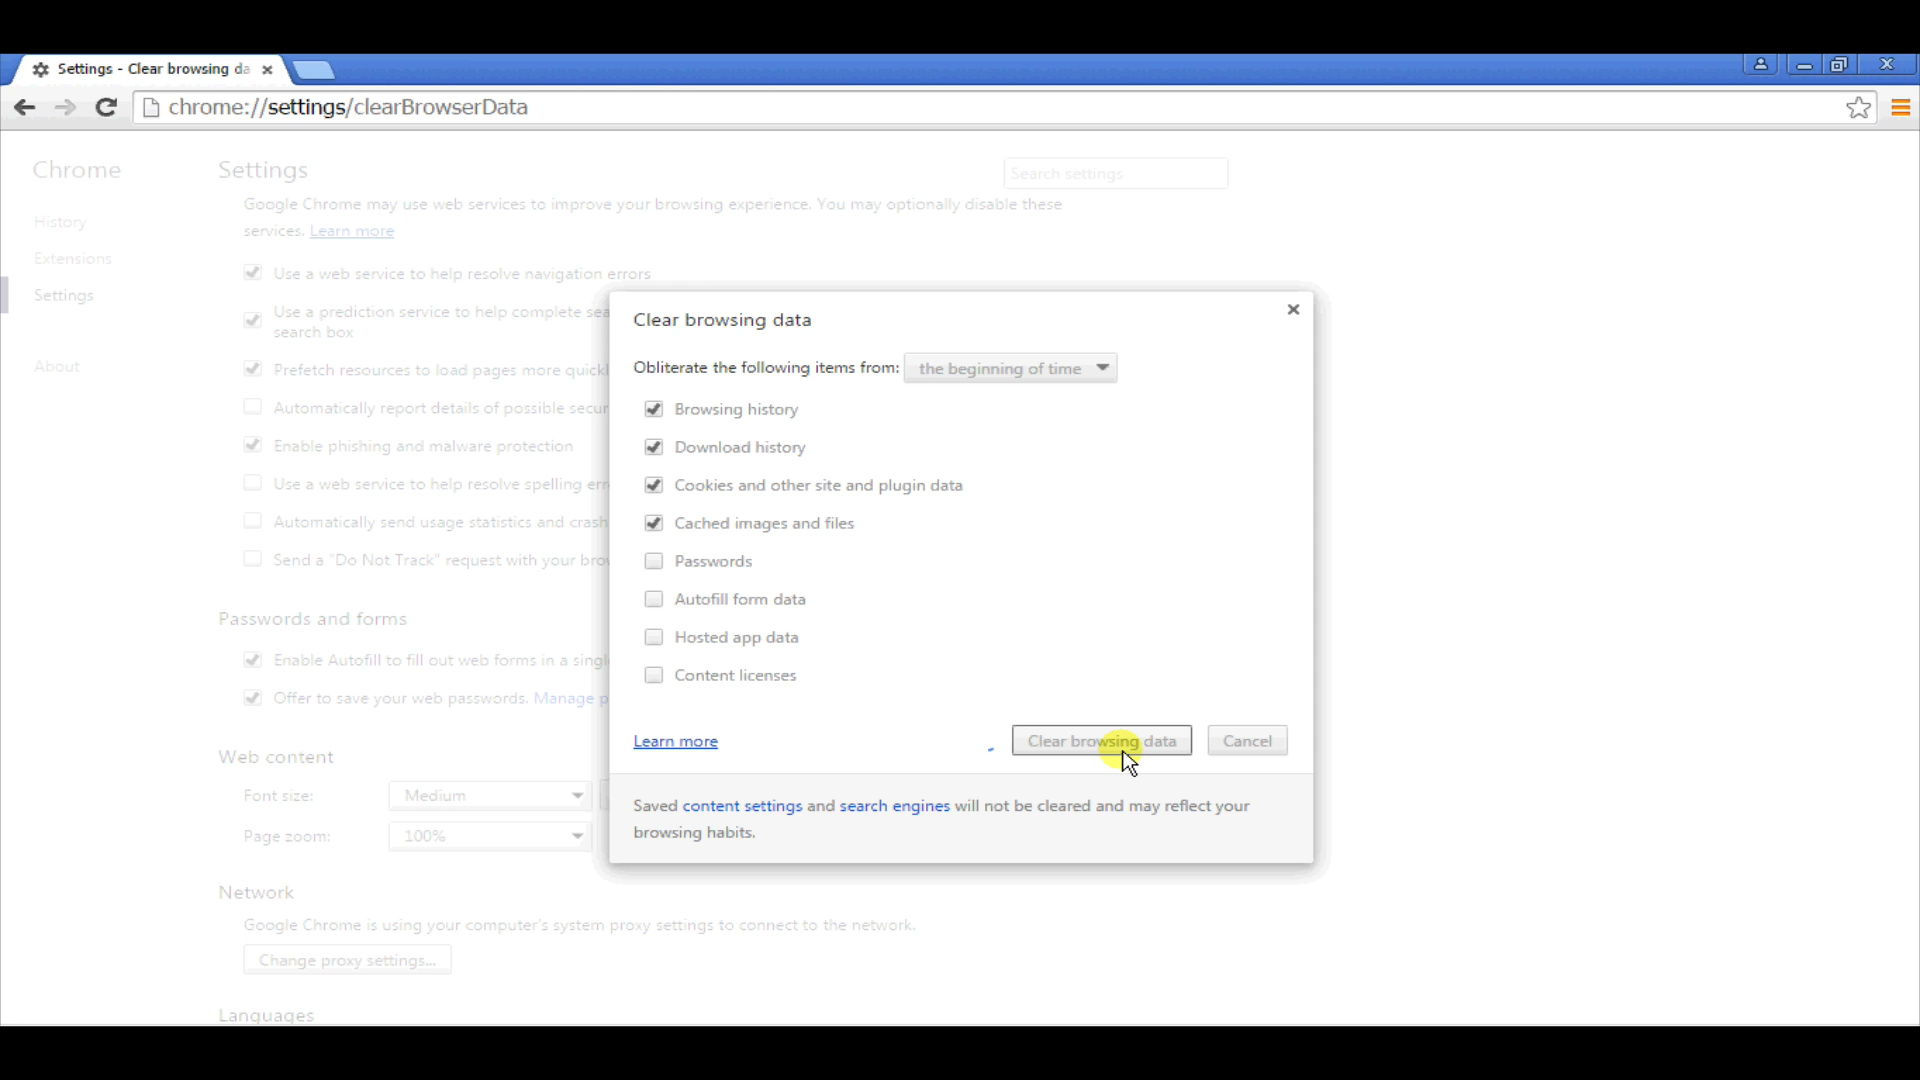 Settings - Clear browsing da
chrome://settings/clearBrowserData
Chrome
History
Extensions
Settings
About
Settings
Search settings
Google Chrome may use web services to improve your browsing experience. You may optionally disable these
services. Learn more
Use a web service to help resolve navigation errors
Use a prediction service to help complete sea
search box
Prefetch resources to load pages more quickl
Automatically report details of possible secur
Enable phishing and malware protection
Use a web service to help resolve spelling err
Automatically send usage statistics and crash
Send a "Do Not Track" request with your brow
Passwords and forms
Enable Autofill to fill out web forms in a singl
Offer to save your web passwords. Manage p
Web content
Font size: Medium
Page zoom: 100%
Network
Google Chrome is using your computer's system proxy settings to connect to the network.
Change proxy settings...
Languages
Clear browsing data
Obliterate the following items from: the beginning of time
Browsing history
Download history
Cookies and other site and plugin data
Cached images and files
Passwords
Autofill form data
Hosted app data
Content licenses
Learn more
Clear browsing data
Cancel
Saved content settings and search engines will not be cleared and may reflect your
browsing habits.